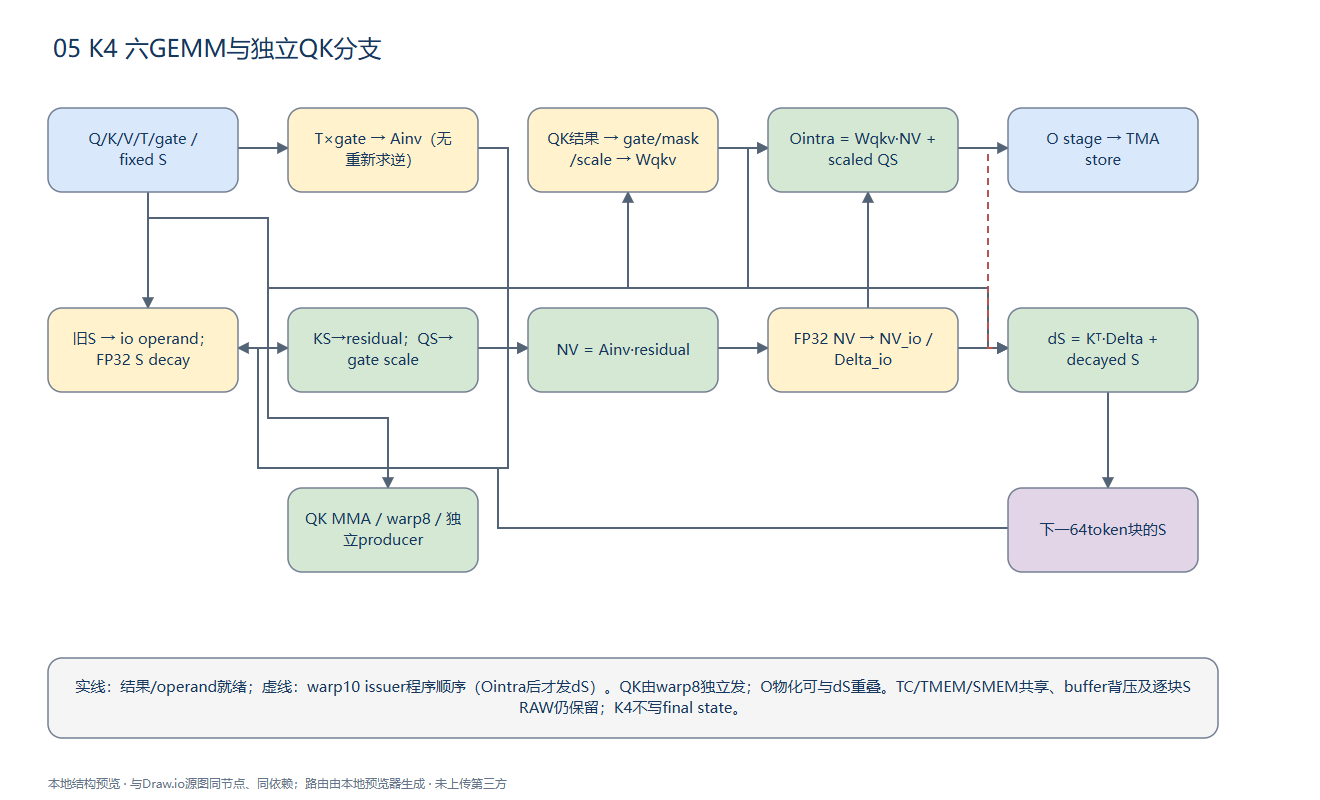 05 K4 六GEMM与独立QK分支
Q/K/V/T/gate /
fixed S
T×gate → Ainv（无
重新求逆）
QK结果 → gate/mask
/scale → Wqkv
Ointra = Wqkv·NV +
scaled QS
O stage → TMA
store
旧S → io operand；
FP32 S decay
KS→residual；QS→
gate scale
NV = Ainv·residual
FP32 NV → NV_io /
Delta_io
dS = Kᵀ·Delta +
decayed S
QK MMA / warp8 / 独
立producer
下一64token块的S
实线：结果/operand就绪；虚线：warp10 issuer程序顺序（Ointra后才发dS）。QK由warp8独立发；O物化可与dS重叠。TC/TMEM/SMEM共享、buffer背压及逐块S
RAW仍保留；K4不写final state。
本地结构预览 · 与Draw.io源图同节点、同依赖；路由由本地预览器生成 · 未上传第三方